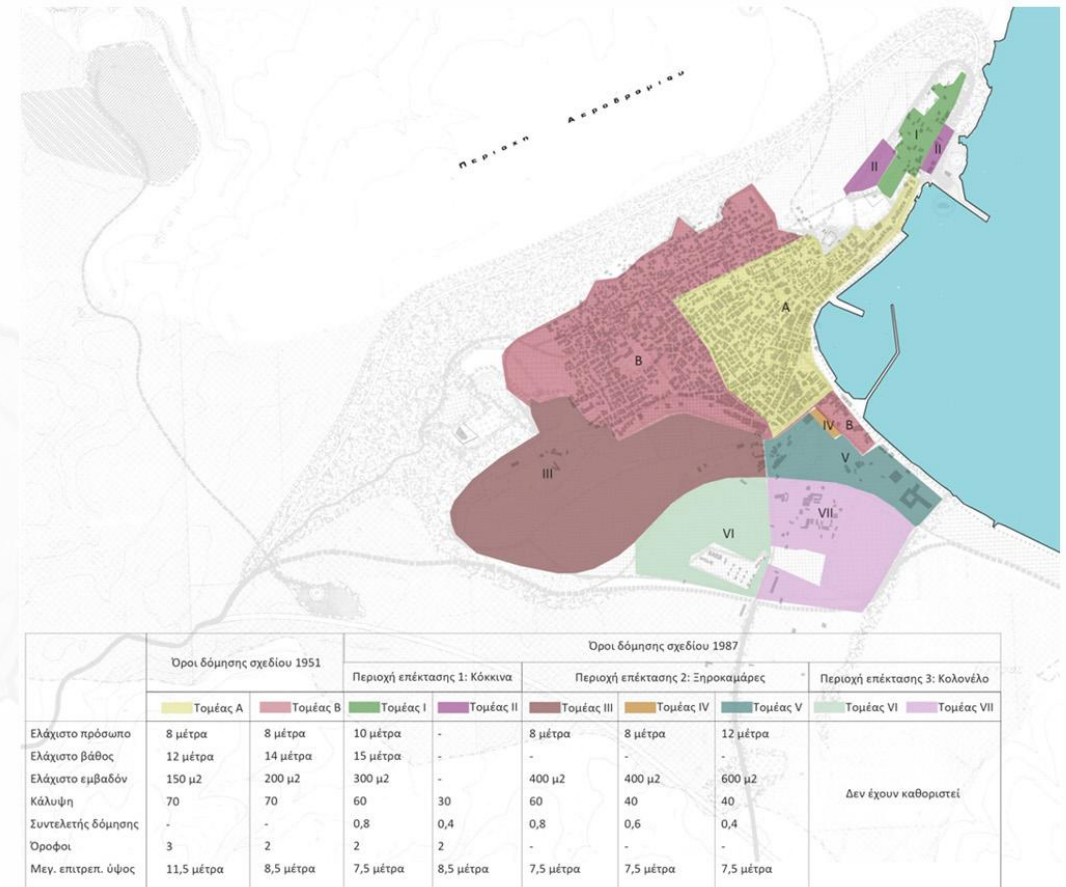 Περιοχη Αεροδρομιου
I
II
II
A
B
IV
B
V
III
VII
VI
Όροι δόμησης σχεδίου 1951
Όροι δόμησης σχεδίου 1987
Περιοχή επέκτασης 1: Κόκκινα
Περιοχή επέκτασης 2: Ξηροκαμάρες
Περιοχή επέκτασης 3: Κολονέλο
Τομέας Α Τομέας Β Τομέας Ι Τομέας ΙΙ Τομέας ΙΙΙ Τομέας IV Τομέας V Τομέας VI Τομέας VII
Ελάχιστο πρόσωπο 8 μέτρα 8 μέτρα 10 μέτρα - 8 μέτρα 8 μέτρα 12 μέτρα
Ελάχιστο βάθος 12 μέτρα 14 μέτρα 15 μέτρα - - -
Ελάχιστο εμβαδόν 150 μ2 200 μ2 300 μ2 - 400 μ2 400 μ2 600 μ2
Κάλυψη 70 70 60 30 60 40 40
Δεν έχουν καθοριστεί
Συντελεστής δόμησης - - 0,8 0,4 0,8 0,6 0,4
Όροφοι 3 2 2 2 - - -
Μεγ. επιτρεπ. ύψος 11,5 μέτρα 8,5 μέτρα 7,5 μέτρα 8,5 μέτρα 7,5 μέτρα 7,5 μέτρα 7,5 μέτρα